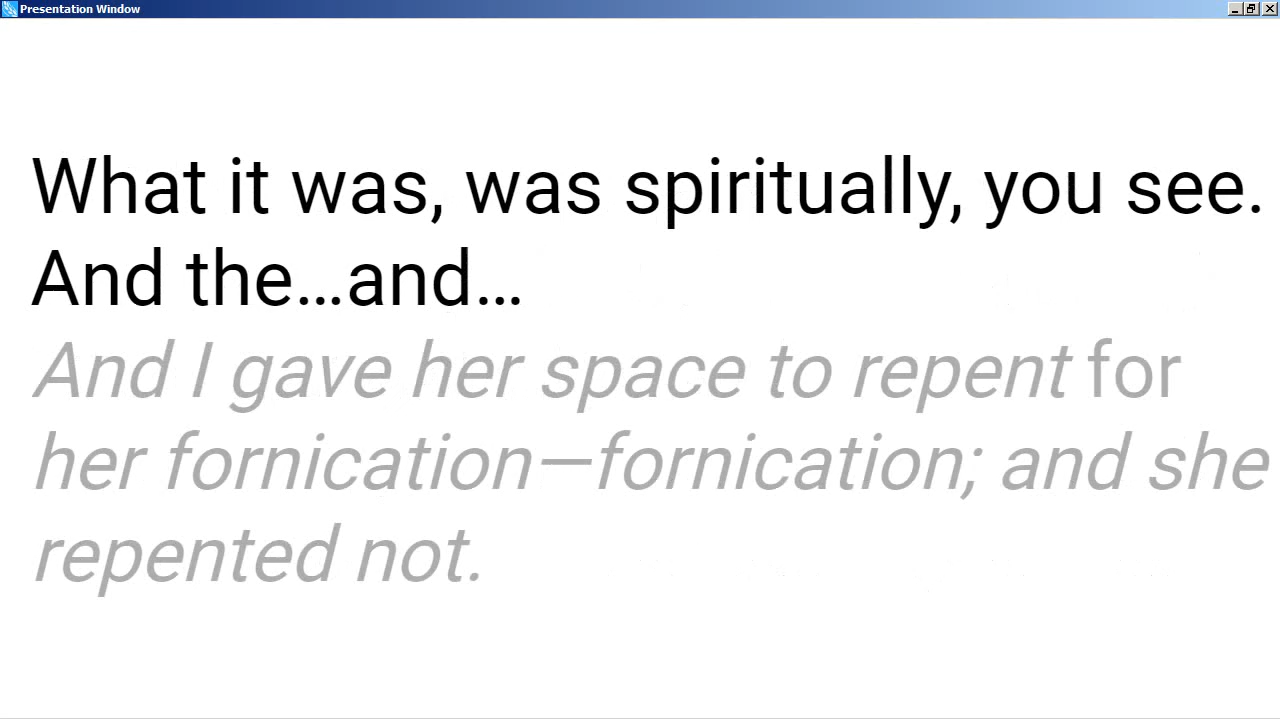 Presentation Window
What it was, was spiritually, you see.
And the…and…
And I gave her space to repent for
her fornication—fornication; and she
repented not.